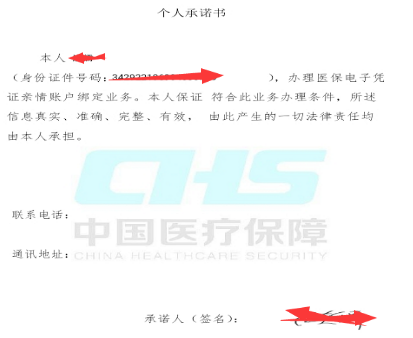 个人承诺书
本人
（身份证件号码： ），办理医保电子凭
证亲情账户绑定业务。本人保证 符合此业务办理条件，所述
信息真实、准确、完整、有效， 由此产生的一切法律责任均
由本人承担。
CHS
中国医疗保障
CHINA HEALTHCARE SECURITY
联系电话：
通讯地址：
承诺人（签名）：